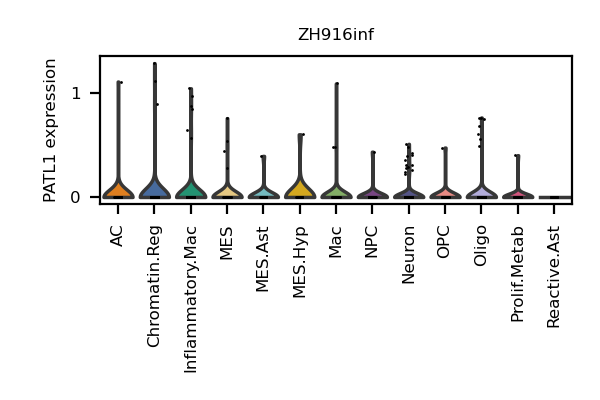 ZH916inf
PATL1 expression
1
0
AC
Chromatin.Reg
Inflammatory.Mac
MES
MES.Ast
MES.Hyp
Mac
NPC
Neuron
OPC
Oligo
Prolif.Metab
Reactive.Ast